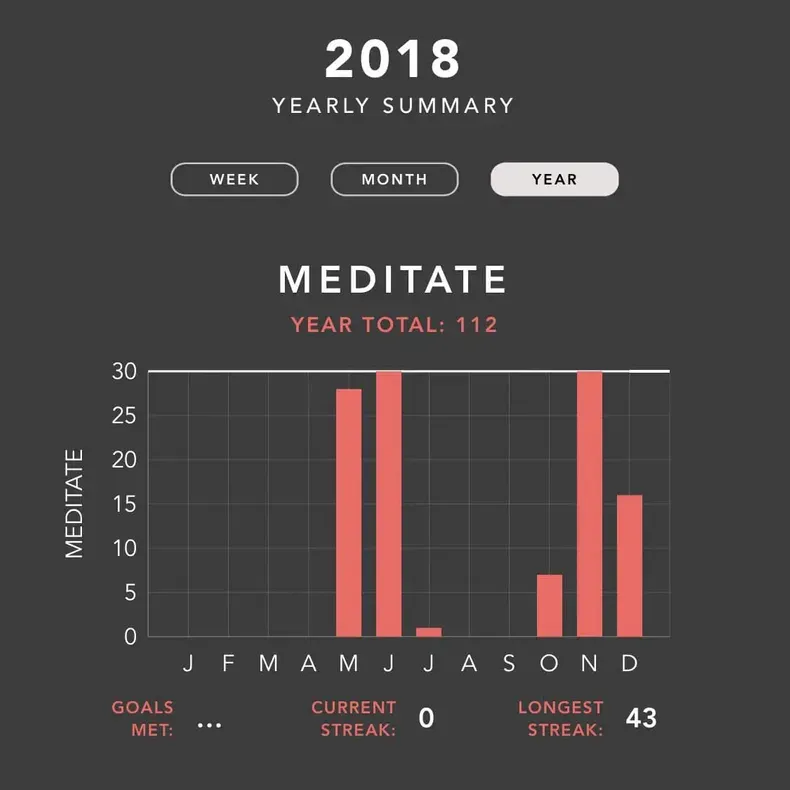 2018
YEARLY SUMMARY
WEEK MONTH YEAR
MEDITATE
YEAR TOTAL: 112
30
25
20
15
10
5
0
MEDITATE
J F M A M J J A S O N D
GOALS MET: ...
CURRENT STREAK: 0
LONGEST STREAK: 43